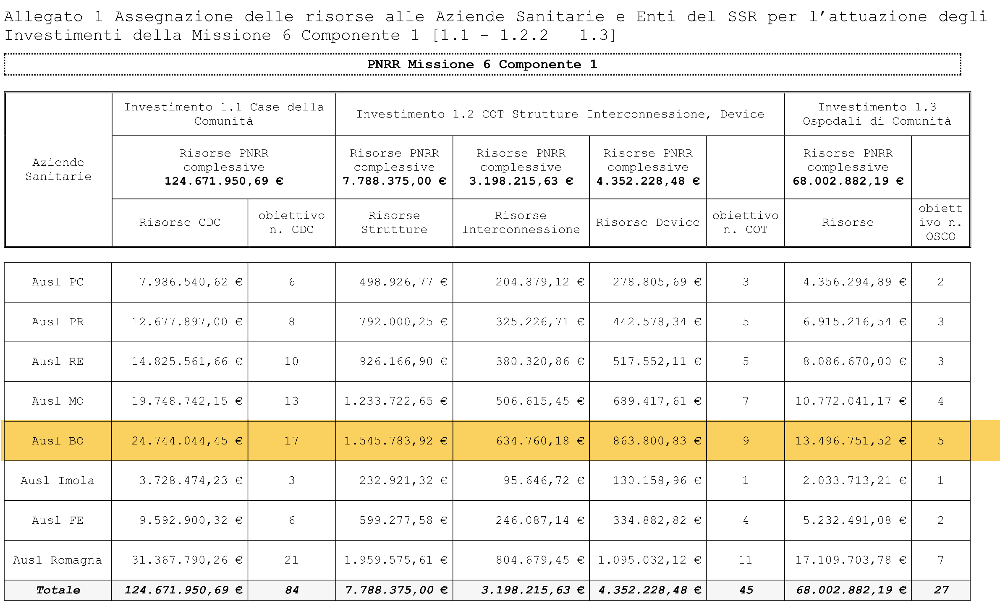 Allegato 1 Assegnazione delle risorse alle Aziende Sanitarie e Enti del SSR per l’attuazione degli
Investimenti della Missione 6 Componente 1 [1.1 - 1.2.2 – 1.3]
PNRR Missione 6 Componente 1
Aziende
Sanitarie
Investimento 1.1 Case della
Comunità
Investimento 1.2 COT Strutture Interconnessione, Device
Investimento 1.3
Ospedali di Comunità
Risorse PNRR
complessive
124.671.950,69 €
Risorse PNRR
complessive
7.788.375,00 €
Risorse PNRR
complessive
3.198.215,63 €
Risorse PNRR
complessive
4.352.228,48 €
Risorse PNRR
complessive
68.002.882,19 €
Risorse CDC
obiettivo
n. CDC
Risorse
Strutture
Risorse
Interconnessione
Risorse Device
obiettivo
n. COT
Risorse
obiett
ivo n.
OSCO
Ausl PC 7.986.540,62 € 6 498.926,77 € 204.879,12 € 278.805,69 € 3 4.356.294,89 € 2
Ausl PR 12.677.897,00 € 8 792.000,25 € 325.226,71 € 442.578,34 € 5 6.915.216,54 € 3
Ausl RE 14.825.561,66 € 10 926.166,90 € 380.320,86 € 517.552,11 € 5 8.086.670,00 € 3
Ausl MO 19.748.742,15 € 13 1.233.722,65 € 506.615,45 € 689.417,61 € 7 10.772.041,17 € 4
Ausl BO 24.744.044,45 € 17 1.545.783,92 € 634.760,18 € 863.800,83 € 9 13.496.751,52 € 5
Ausl Imola 3.728.474,23 € 3 232.921,32 € 95.646,72 € 130.158,96 € 1 2.033.713,21 € 1
Ausl FE 9.592.900,32 € 6 599.277,58 € 246.087,14 € 334.882,82 € 4 5.232.491,08 € 2
Ausl Romagna 31.367.790,26 € 21 1.959.575,61 € 804.679,45 € 1.095.032,12 € 11 17.109.703,78 € 7
Totale 124.671.950,69 € 84 7.788.375,00 € 3.198.215,63 € 4.352.228,48 € 45 68.002.882,19 € 27